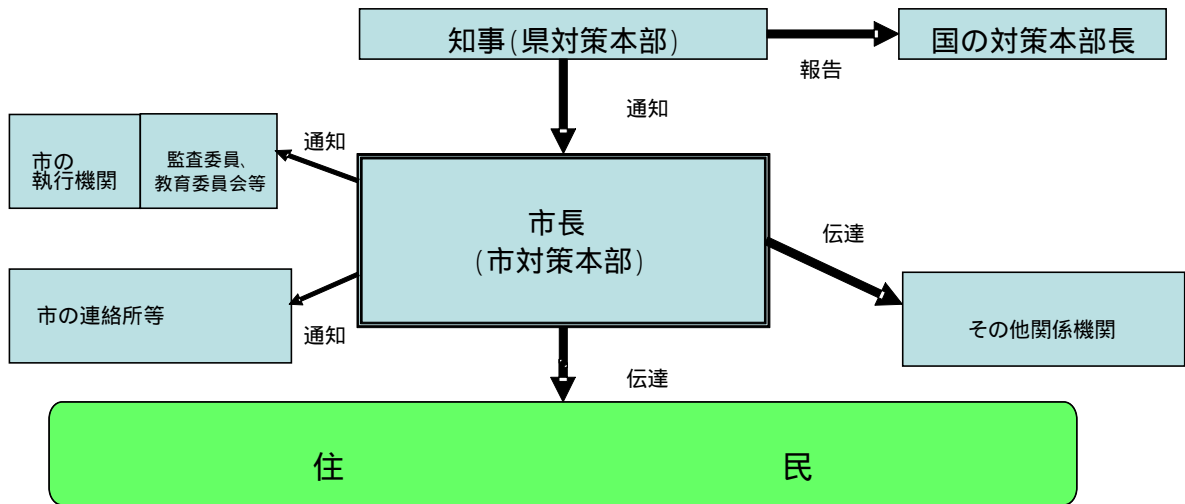 知事(県対策本部)
国の対策本部長
報告
通知
市の
執行機関
監査委員、
教育委員会等
通知
市長
(市対策本部)
伝達
市の連絡所等
通知
その他関係機関
伝達
住 民